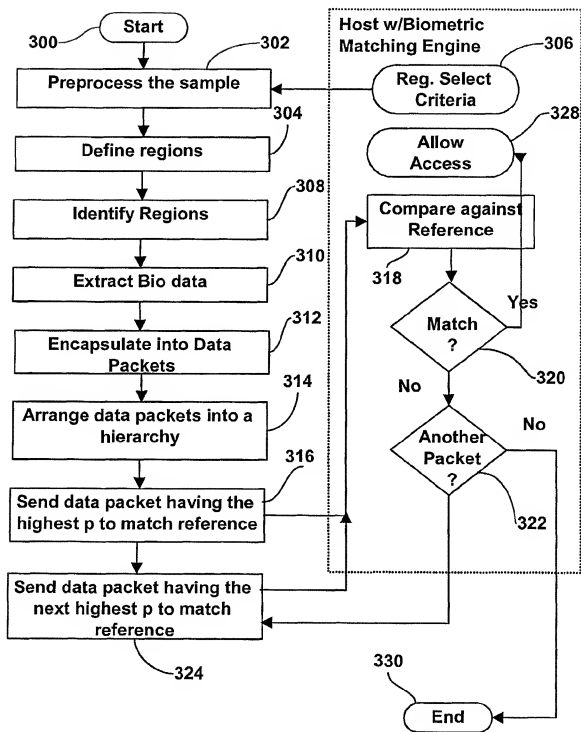 300
Start
302
Preprocess the sample
304
Define regions
308
Identify Regions
310
Extract Bio data
312
Encapsulate into Data
Packets
314
Arrange data packets into a
hierarchy
316
Send data packet having the
highest p to match reference
Send data packet having the
next highest p to match
reference
324
Host w/Biometric
Matching Engine
306
Reg. Select
Criteria
328
Allow
Access
Compare against
Reference
318
Yes
Match
?
320
No
Another
Packet
?
No
322
330
End